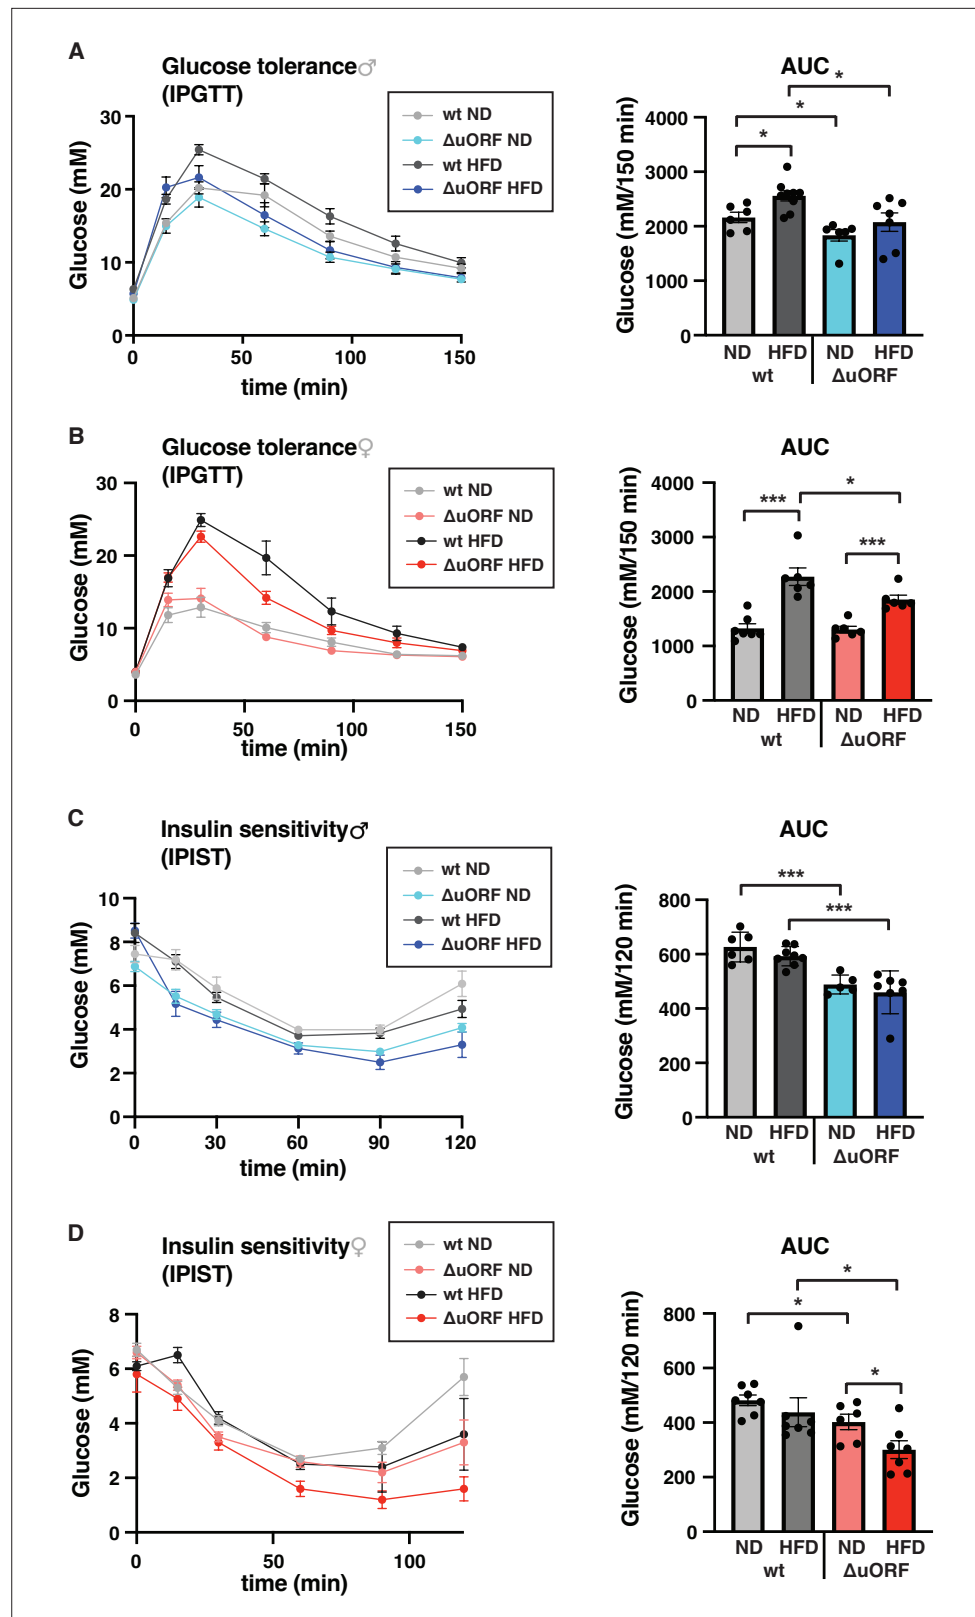 A
Glucose tolerance♂
(IPGTT)
wt ND
ΔuORF ND
wt HFD
ΔuORF HFD
Glucose (mM)
30
20
10
0
0 50 100 150
time (min)
AUC
*
*
*
Glucose (mM/150 min)
4000
3000
2000
1000
0
ND HFD ND HFD
wt ΔuORF
B
Glucose tolerance♀
(IPGTT)
wt ND
ΔuORF ND
wt HFD
ΔuORF HFD
Glucose (mM)
30
20
10
0
0 50 100 150
time (min)
AUC
*** *
***
Glucose (mM/150 min)
4000
3000
2000
1000
0
ND HFD ND HFD
wt ΔuORF
C
Insulin sensitivity♂
(IPIST)
wt ND
ΔuORF ND
wt HFD
ΔuORF HFD
Glucose (mM)
10
8
6
4
2
0
0 30 60 90 120
time (min)
AUC
***
***
Glucose (mM/120 min)
800
600
400
200
0
ND HFD ND HFD
wt ΔuORF
D
Insulin sensitivity♀
(IPIST)
wt ND
ΔuORF ND
wt HFD
ΔuORF HFD
Glucose (mM)
8
6
4
2
0
0 50 100
time (min)
AUC
*
*
*
Glucose (mM/120 min)
800
600
400
200
0
ND HFD ND HFD
wt ΔuORF